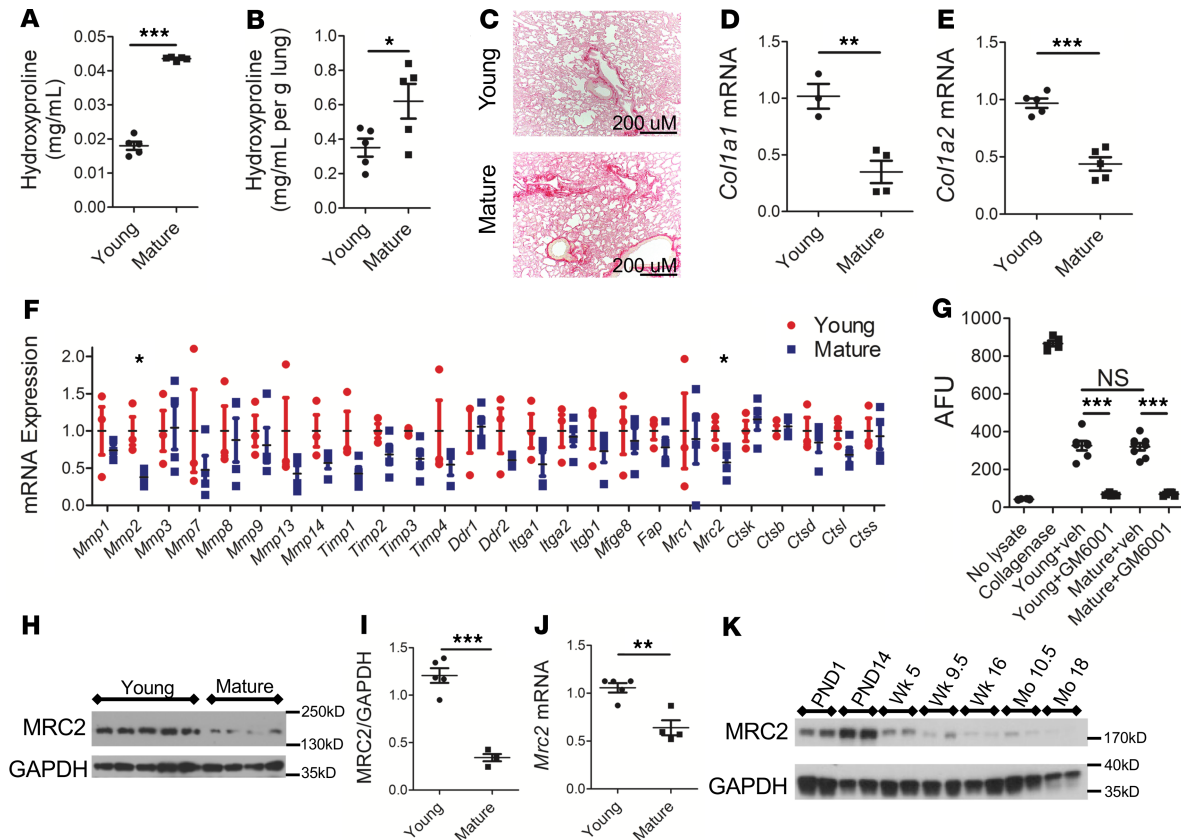 A
Hydroxyproline
(mg/mL)
***
0.05
0.04
0.03
0.02
0.01
0.00
Young
Mature
B
Hydroxyproline
(mg/mL per g lung)
*
1.0
0.8
0.6
0.4
0.2
0.0
Young
Mature
C
Young
200 uM
Mature
200 uM
D
Col1a1 mRNA
**
1.5
1.0
0.5
0.0
Young
Mature
E
Col1a2 mRNA
***
1.5
1.0
0.5
0.0
Young
Mature
F
mRNA Expression
Young
Mature
*
*
2.0
1.5
1.0
0.5
0.0
Mmp1
Mmp2
Mmp3
Mmp7
Mmp8
Mmp9
Mmp13
Mmp14
Timp1
Timp2
Timp3
Timp4
Ddr1
Ddr2
Itga1
Itga2
Itgb1
Mfge8
Fap
Mrc1
Mrc2
Ctsk
Ctsb
Ctsd
Ctsl
Ctss
G
AFU
1000
800
600
400
200
0
NS
***
***
No lysate
Collagenase
Young+veh
Young+GM6001
Mature+veh
Mature+GM6001
H
Young
Mature
MRC2
GAPDH
250kD
130kD
35kD
I
MRC2/GAPDH
***
1.5
1.0
0.5
0.0
Young
Mature
J
Mrc2 mRNA
**
1.5
1.0
0.5
0.0
Young
Mature
K
PND1
PND14
Wk 5
Wk 9.5
Wk 16
Mo 10.5
Mo 18
MRC2
GAPDH
170kD
40kD
35kD